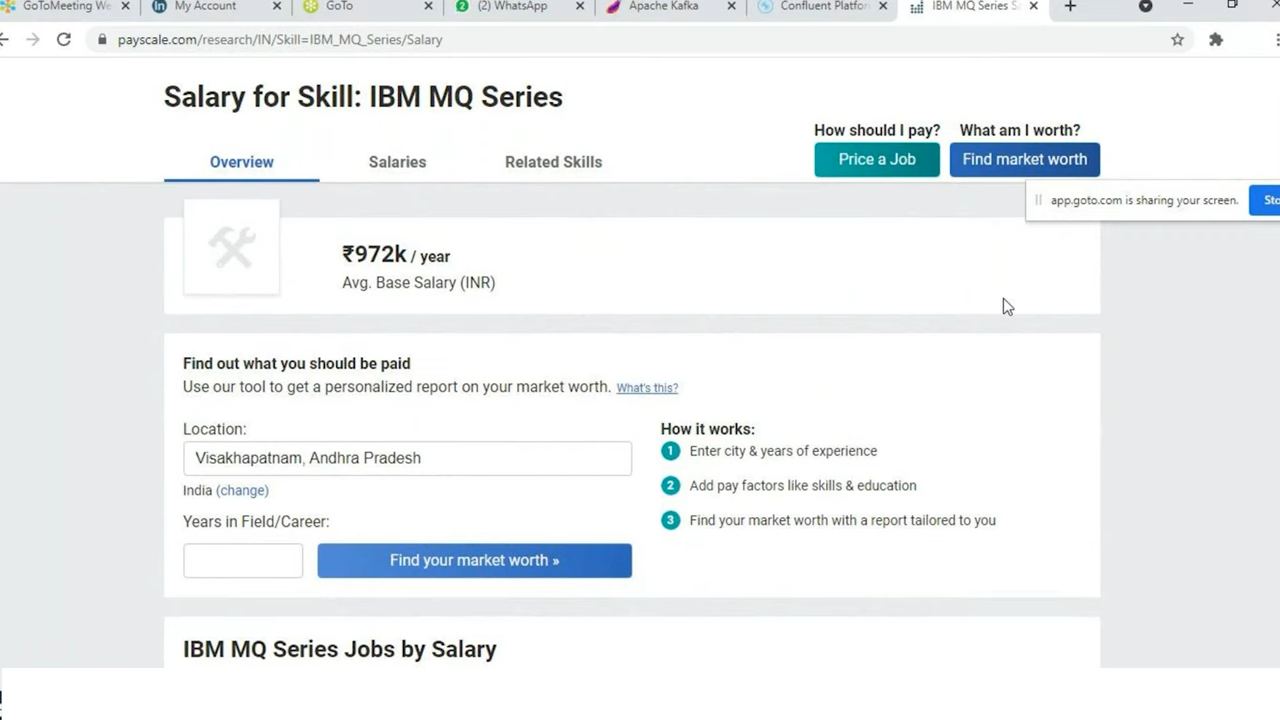 GoToMeeting We
My Account
GoTo
(2) WhatsApp
Apache Kafka
Confluent Platfor
IBM MQ Series S
payscale.com/research/IN/Skill=IBM_MQ_Series/Salary
Salary for Skill: IBM MQ Series
How should I pay?
What am I worth?
Overview
Salaries
Related Skills
Price a Job
Find market worth
app.goto.com is sharing your screen.
Sto
₹972k / year
Avg. Base Salary (INR)
Find out what you should be paid
Use our tool to get a personalized report on your market worth. What's this?
Location:
Visakhapatnam, Andhra Pradesh
India (change)
Years in Field/Career:
Find your market worth »
How it works:
1 Enter city & years of experience
2 Add pay factors like skills & education
3 Find your market worth with a report tailored to you
IBM MQ Series Jobs by Salary